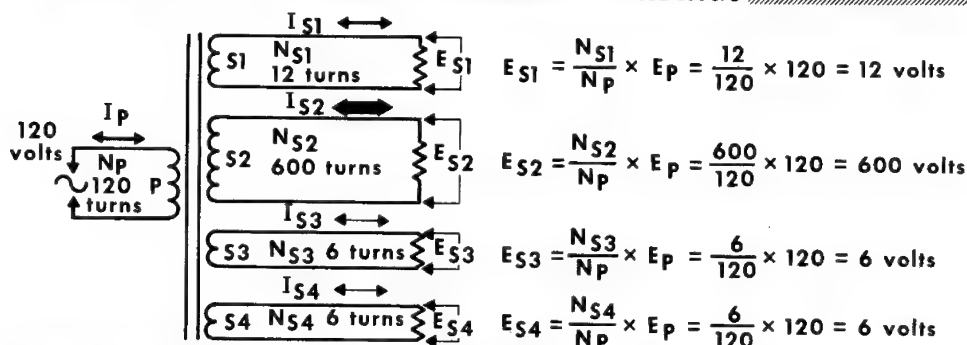 I S1
S1 N S1 12 turns E S1
E S1 = N S1 / N P × E P = 12 / 120 × 120 = 12 volts
I S2
120 volts
I P
N P 120 turns P
S2 N S2 600 turns E S2
E S2 = N S2 / N P × E P = 600 / 120 × 120 = 600 volts
I S3
S3 N S3 6 turns E S3
E S3 = N S3 / N P × E P = 6 / 120 × 120 = 6 volts
I S4
S4 N S4 6 turns E S4
E S4 = N S4 / N P × E P = 6 / 120 × 120 = 6 volts